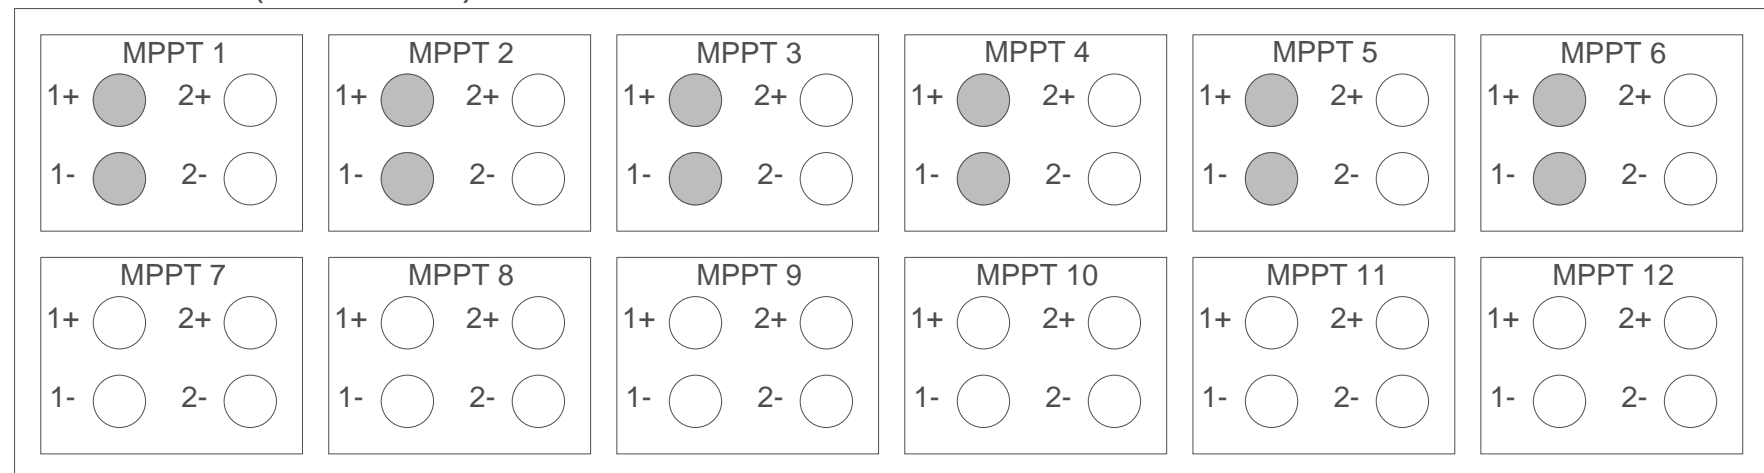 MPPT 1 MPPT 2 MPPT 3 MPPT 4 MPPT 5 MPPT 6
1+ 2+ 1+ 2+ 1+ 2+ 1+ 2+ 1+ 2+ 1+ 2+
1- 2- 1- 2- 1- 2- 1- 2- 1- 2- 1- 2-
MPPT 7 MPPT 8 MPPT 9 MPPT 10 MPPT 11 MPPT 12
1+ 2+ 1+ 2+ 1+ 2+ 1+ 2+ 1+ 2+ 1+ 2+
1- 2- 1- 2- 1- 2- 1- 2- 1- 2- 1- 2-